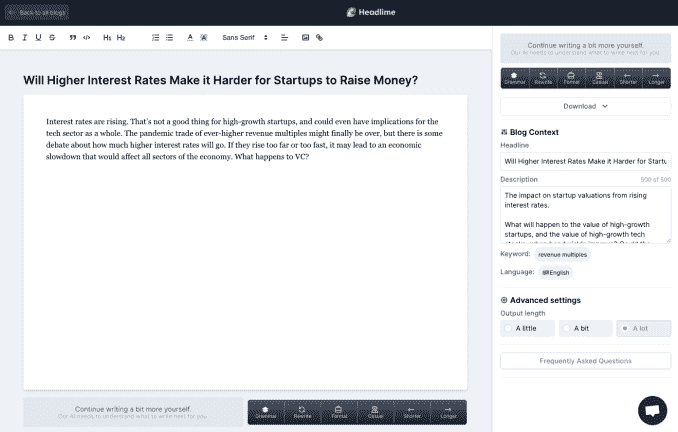 Back to all blogs
Headlime
B I U S
H1 H2
A A
Sans Serif
Will Higher Interest Rates Make it Harder for Startups to Raise Money?
Interest rates are rising. That's not a good thing for high-growth startups, and could even have implications for the
tech sector as a whole. The pandemic trade of ever-higher revenue multiples might finally be over, but there is some
debate about how much higher interest rates will go. If they rise too far or too fast, it may lead to an economic
slowdown that would affect all sectors of the economy. What happens to VC?
Continue writing a bit more yourself.
Our AI needs to understand what to write next for you.
Grammar Rewrite Formal Casual Shorter Longer
Continue writing a bit more yourself.
Our AI needs to understand what to write next for you.
Grammar Rewrite Formal Casual Shorter Longer
Download
Blog Context
Headline
Will Higher Interest Rates Make it Harder for Startu
Description 500 of 500
The impact on startup valuations from rising
interest rates.
What will happen to the value of high-growth
startups, and the value of high-growth tech
Keyword: revenue multiples
Language: English
Advanced settings
Output length
A little A bit A lot
Frequently Asked Questions